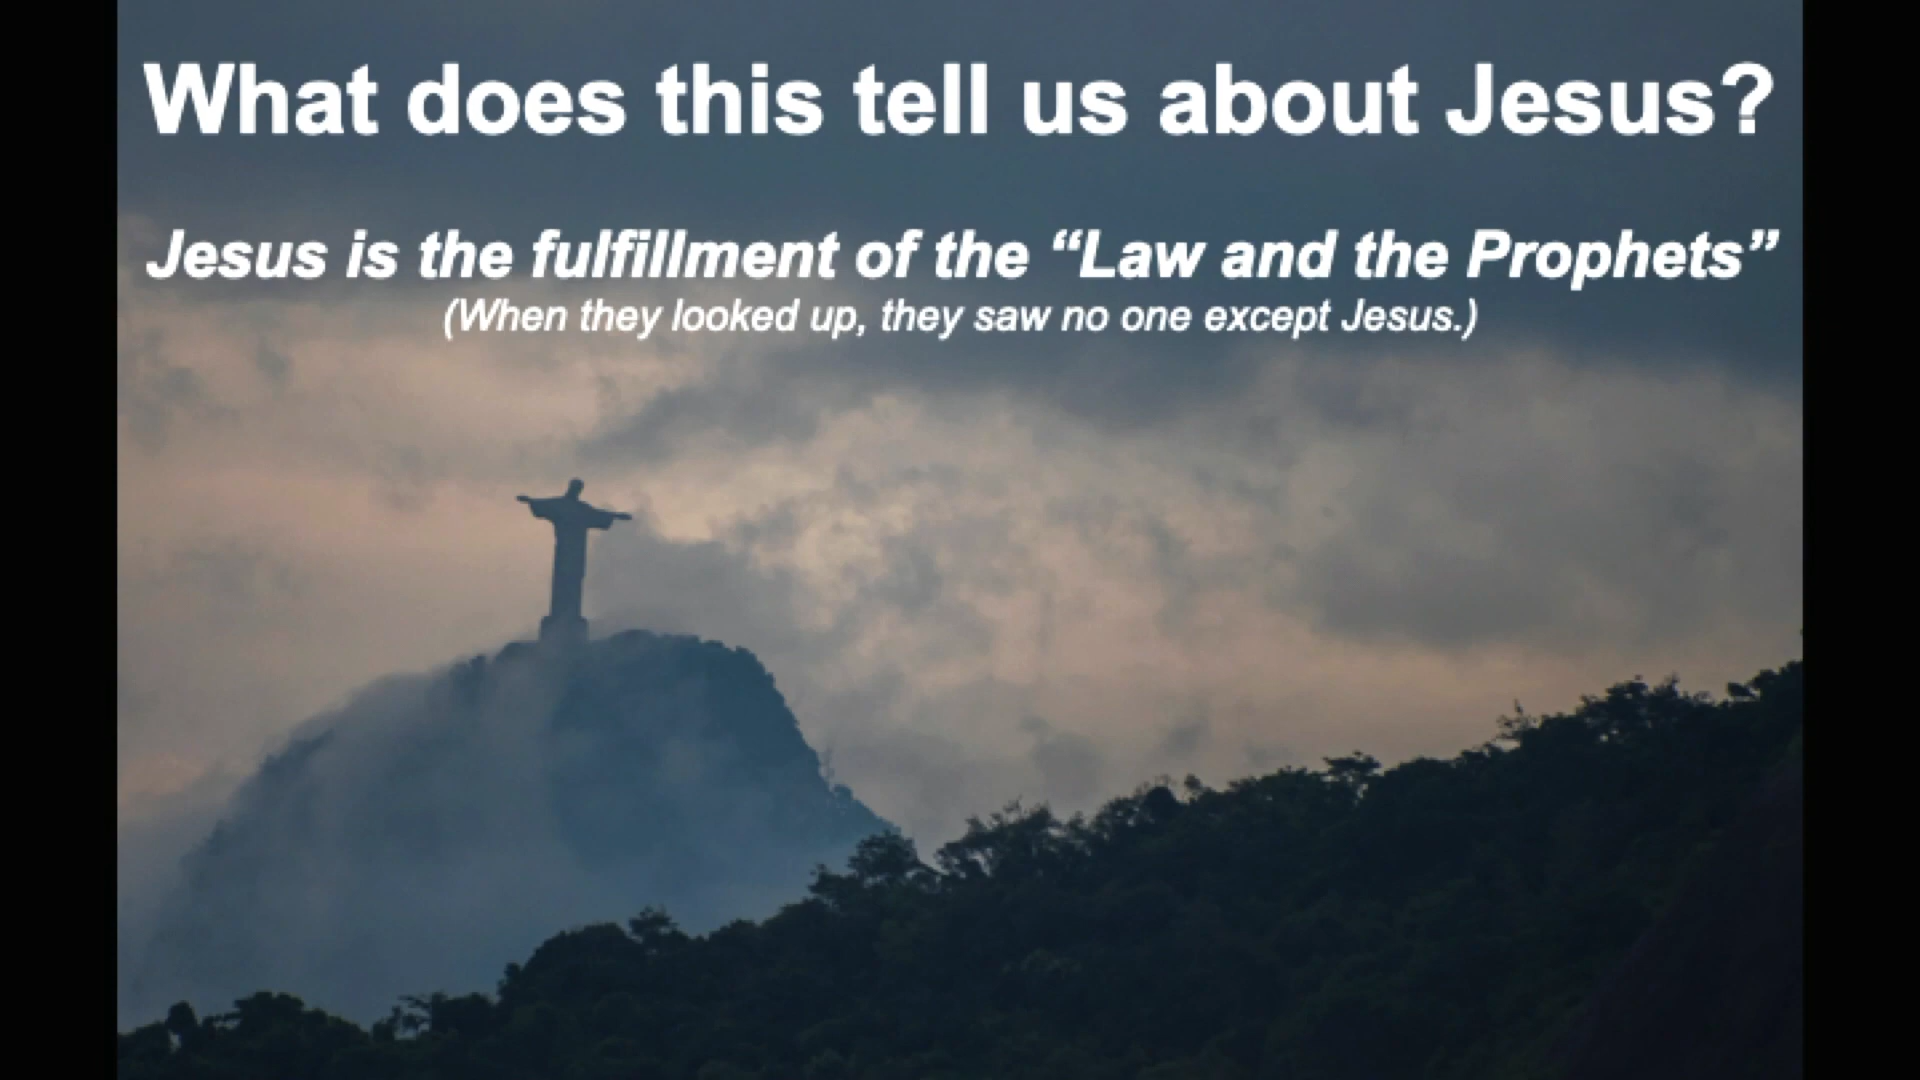 What does this tell us about Jesus?
Jesus is the fulfillment of the “Law and the Prophets”
(When they looked up, they saw no one except Jesus.)